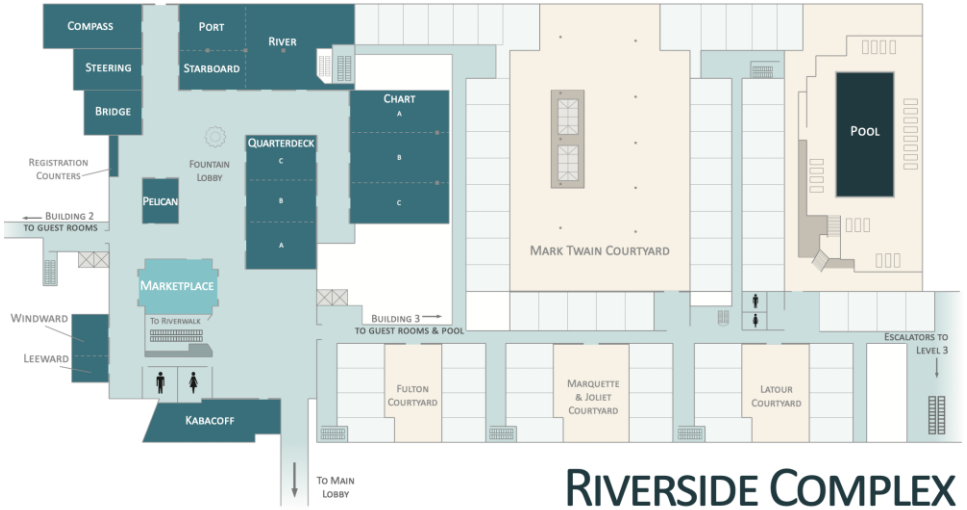 COMPASS
PORT
RIVER
STEERING
STARBOARD
BRIDGE
CHART
A
B
C
QUARTERDECK
C
B
A
REGISTRATION
COUNTERS
FOUNTAIN
LOBBY
PELICAN
← BUILDING 2
TO GUEST ROOMS
MARKETPLACE
TO RIVERWALK
WINDWARD
LEEWARD
KABACOFF
TO MAIN
LOBBY
BUILDING 3 →
TO GUEST ROOMS & POOL
MARK TWAIN COURTYARD
POOL
FULTON
COURTYARD
MARQUETTE
& JOLIET
COURTYARD
LATOUR
COURTYARD
ESCALATORS TO
LEVEL 3
RIVERSIDE COMPLEX